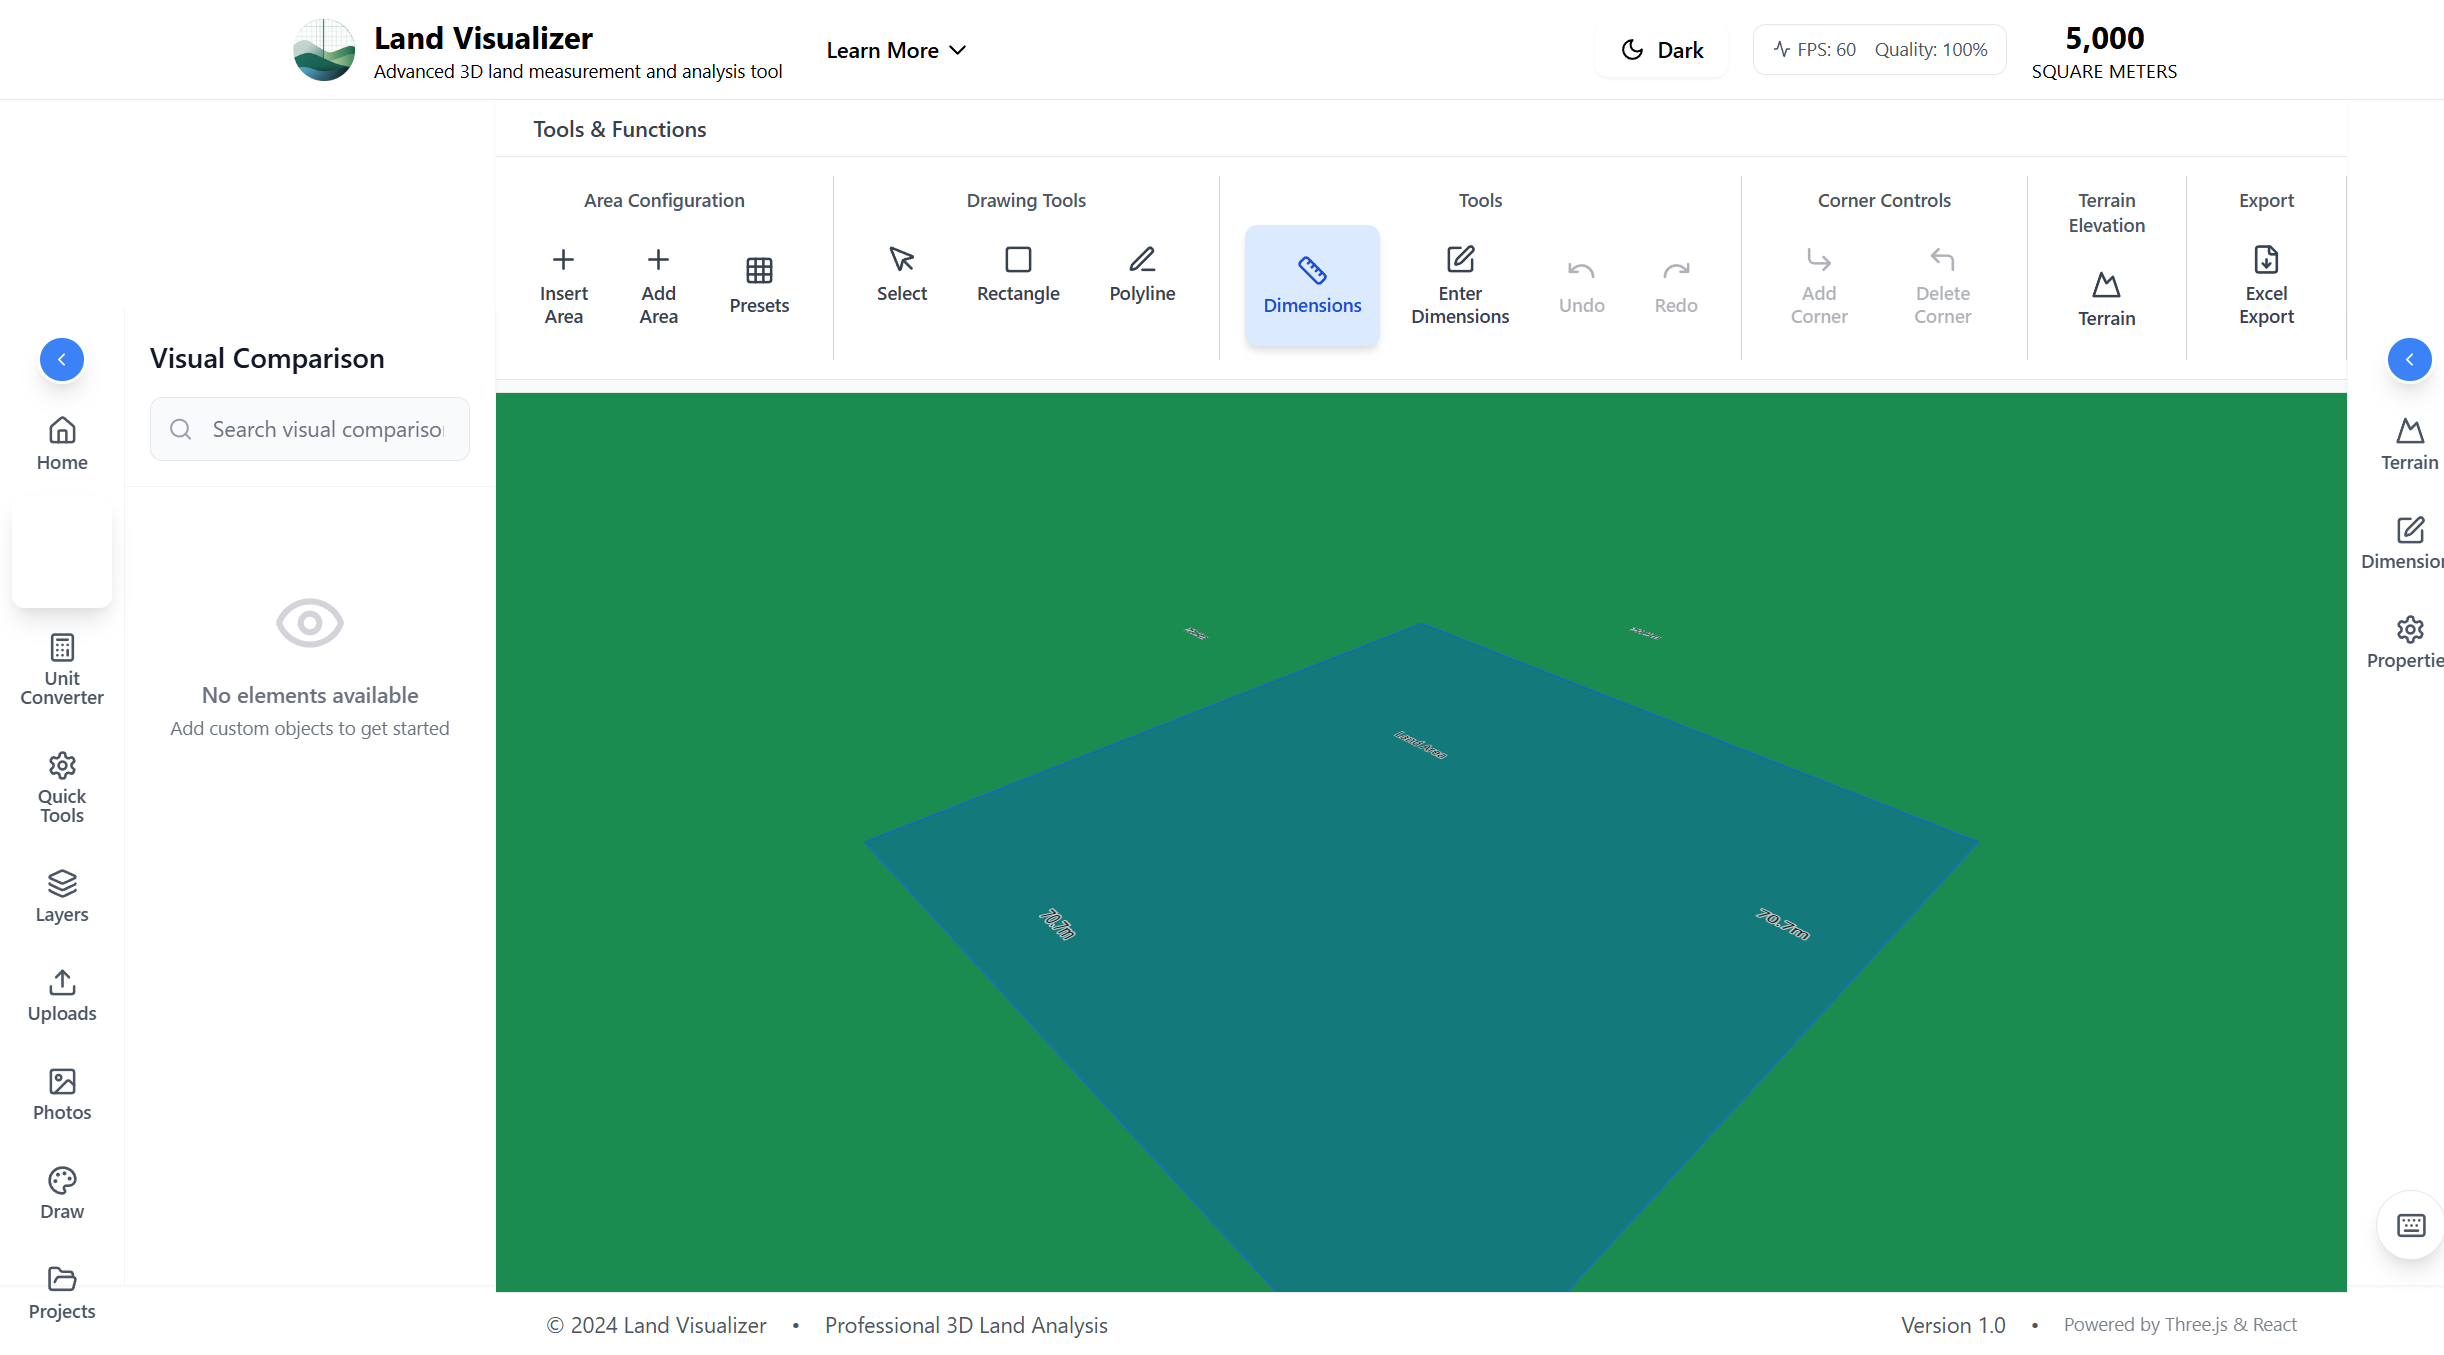 Land Visualizer
Advanced 3D land measurement and analysis tool
Learn More
Dark
FPS: 60 Quality: 100%
5,000
SQUARE METERS
Tools & Functions
Area Configuration
Insert
Area
Add
Area
Presets
Drawing Tools
Select
Rectangle
Polyline
Tools
Dimensions
Enter
Dimensions
Undo
Redo
Corner Controls
Add
Corner
Delete
Corner
Terrain
Elevation
Terrain
Export
Excel
Export
Home
Unit
Converter
Quick
Tools
Layers
Uploads
Photos
Draw
Projects
Visual Comparison
Search visual compariso
No elements available
Add custom objects to get started
Land Area
70.7m
70.7m
Terrain
Dimensio
Propertie
© 2024 Land Visualizer • Professional 3D Land Analysis
Version 1.0 • Powered by Three.js & React